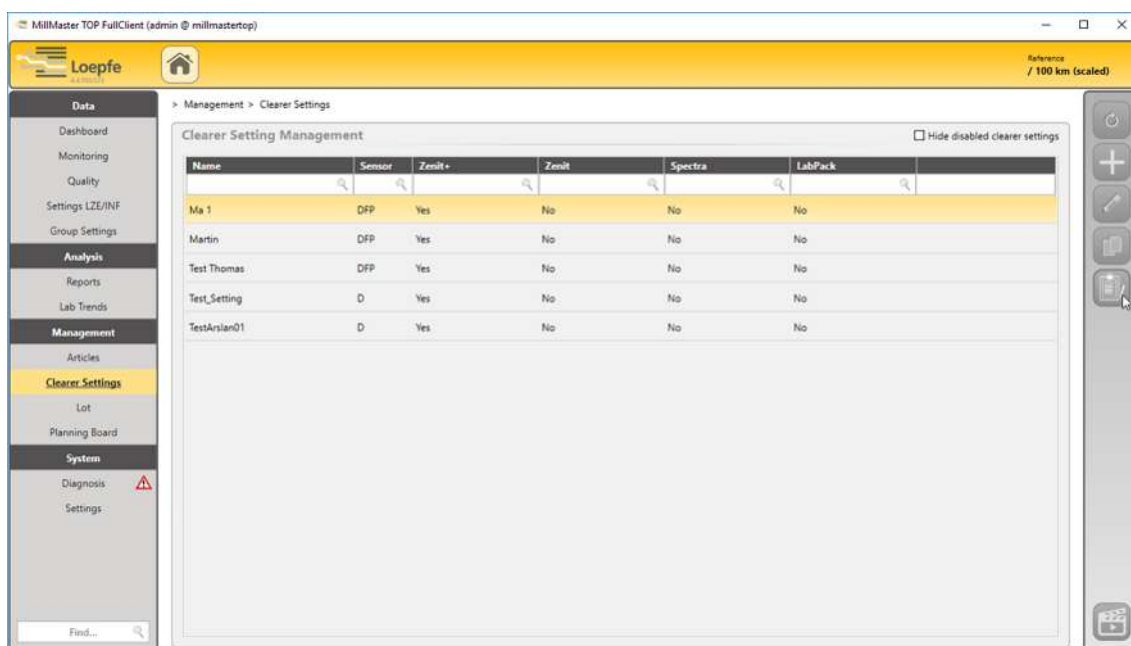 MillMaster TOP FullClient (admin @ millmastertop)
Loepfe
Reference
/ 100 km (scaled)
Data
Dashboard
Monitoring
Quality
Settings LZE/INF
Group Settings
Analysis
Reports
Lab Trends
Management
Articles
Clearer Settings
Lot
Planning Board
System
Diagnosis
Settings
Find...
> Management > Clearer Settings
Clearer Setting Management
Hide disabled clearer settings
Name Sensor Zenit+ Zenit Spectra LabPack
Ma 1 DFP Yes No No No
Martin DFP Yes No No No
Test Thomas DFP Yes No No No
Test_Setting D Yes No No No
TestArslan01 D Yes No No No